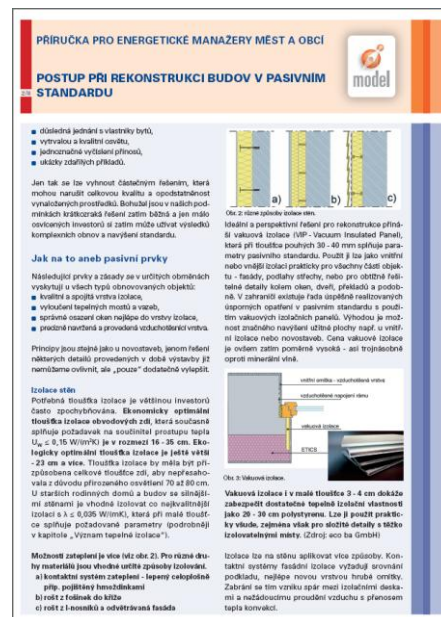 PŘÍRUČKA PRO ENERGETICKÉ MANAŽERY MĚST A OBCÍ
POSTUP PŘI REKONSTRUKCI BUDOV V PASIVNÍM
STANDARDU
model
důsledná jednání s vlastníky bytů,
vytrvalou a kvalitní osvětu,
jednoznačné vyčíslení přínosů,
ukázky zdařilých příkladů.
Jen tak se lze vyhnout částečným řešením, která
mohou narušit celkovou kvalitu a opodstatněnost
vynaložených prostředků. Bohužel jsou v našich pod-
mínkách krátkozraká řešení zatím běžná a jen málo
osvícených investorů si zatím může užívat výsledků
komplexních obnov a navýšení standardu.
Jak na to aneb pasivní prvky
Následující prvky a zásady se v určitých obměnách
vyskytují u všech typů obnovovaných objektů:
kvalitní a spojitá vrstva izolace,
vyloučení tepelných mostů a vazeb,
správné osazení oken nejlépe do vrstvy izolace,
precizně navržená a provedená vzduchotěsnicí vrstva.
Principy jsou stejné jako u novostaveb, jenom řešení
některých detailů provedených v době výstavby již
nemůžeme ovlivnit, ale „pouze" dodatečně vylepšit.
Izolace stěn
Potřebná tloušťka izolace je většinou investorů
často zpochybňována. Ekonomicky optimální
tloušťka izolace obvodových zdí, která současně
splňuje požadavek na součinitel prostupu tepla
Uw ≤ 0,15 W/(m²K) je v rozmezí 16 - 35 cm. Eko-
logicky optimální tloušťka izolace je ještě větší
- 23 cm a více. Tloušťka izolace by měla být při-
způsobena celkové tloušťce zdi, aby nepřesaho-
vala z důvodu přirozeného osvětlení 70 až 80 cm.
U starších rodinných domů a budov se silnější-
mi stěnami je vhodné izolovat co nejkvalitnější
izolací s λ ≤ 0,035 W/(mK), která při malé tloušť-
ce splňuje požadované parametry (podrobněji
v kapitole „Význam tepelné izolace").
Možností zateplení je více (viz obr. 2). Pro různé dru-
hy materiálů jsou vhodné určité způsoby izolování.
a) kontaktní systém zateplení - lepený celoplošně
příp. pojištěný hmoždinkami
b) rošt z fošinek do kříže
c) rošt z I-nosníků a odvětrávaná fasáda
a)
b)
c)
Obr. 2: různé způsoby izolace stěn.
Ideální a perspektivní řešení pro rekonstrukce přiná-
ší vakuová izolace (VIP - Vacuum Insulated Panel),
která při tloušťce pouhých 30 - 40 mm splňuje para-
metry pasivního standardu. Použít ji lze jako vnitřní
nebo vnější izolaci prakticky pro všechny části objek-
tu - fasády, podlahy střechy, nebo pro obtížně řeši-
telné detaily kolem oken, dveří, překladů a podob-
ně. V zahraničí existuje řada úspěšně realizovaných
úsporných opatření v pasivním standardu s použi-
tím vakuových izolačních panelů. Výhodou je mož-
nost značného navýšení užitné plochy např. u vnitř-
ní izolace nebo novostaveb. Cena vakuové izolace
je ovšem zatím poměrně vysoká - asi trojnásobně
oproti minerální vlně.
vnitřní omítka - vzduchotěsná vrstva
vzduchotěsné napojení rámu
vakuová izolace
ETICS
Obr. 3: Vakuová izolace.
Vakuová izolace i v malé tloušťce 3 - 4 cm dokáže
zabezpečit dostatečné tepelně izolační vlastnosti
jako 20 - 30 cm polystyrenu. Lze ji použít praktic-
ky všude, zejména však pro složité detaily s těžko
izolovatelnými místy. (Zdroj: eco ba GmbH)
Izolace lze na stěnu aplikovat více způsoby. Kon-
taktní systémy fasádní izolace vyžadují srovnání
podkladu, nejlépe novou vrstvou hrubé omítky.
Zabrání se tím vzniku spár mezi izolačními deska-
mi a nežádoucímu proudění vzduchu s přenosem
tepla konvekcí.